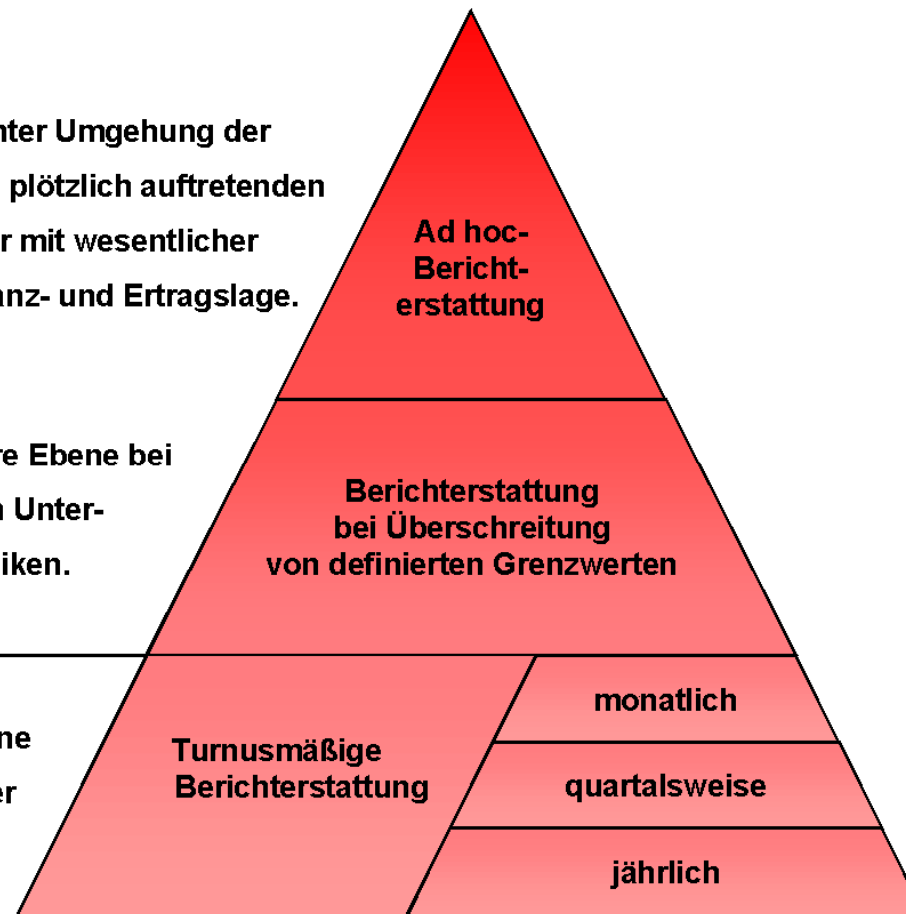 nter Umgehung der
plötzlich auftretenden
r mit wesentlicher
anz- und Ertragslage.
Ad hoc-
Bericht-
erstattung
re Ebene bei
n Unter-
iken.
Berichterstattung
bei Überschreitung
von definierten Grenzwerten
ne
er
Turnusmäßige
Berichterstattung
monatlich
quartalsweise
jährlich